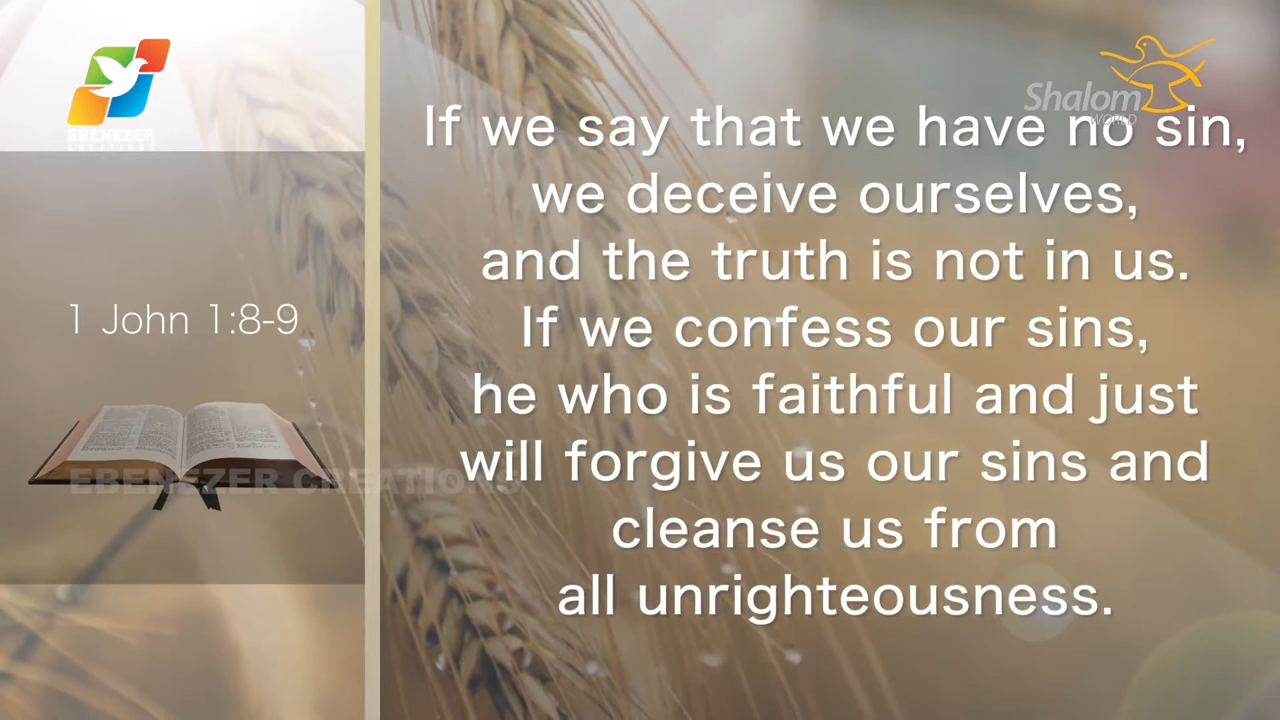 EBENEZER
CREATIONS
1 John 1:8-9
EBENEZER CREATIONS
Shalom
WORLD
If we say that we have no sin,
we deceive ourselves,
and the truth is not in us.
If we confess our sins,
he who is faithful and just
will forgive us our sins and
cleanse us from
all unrighteousness.